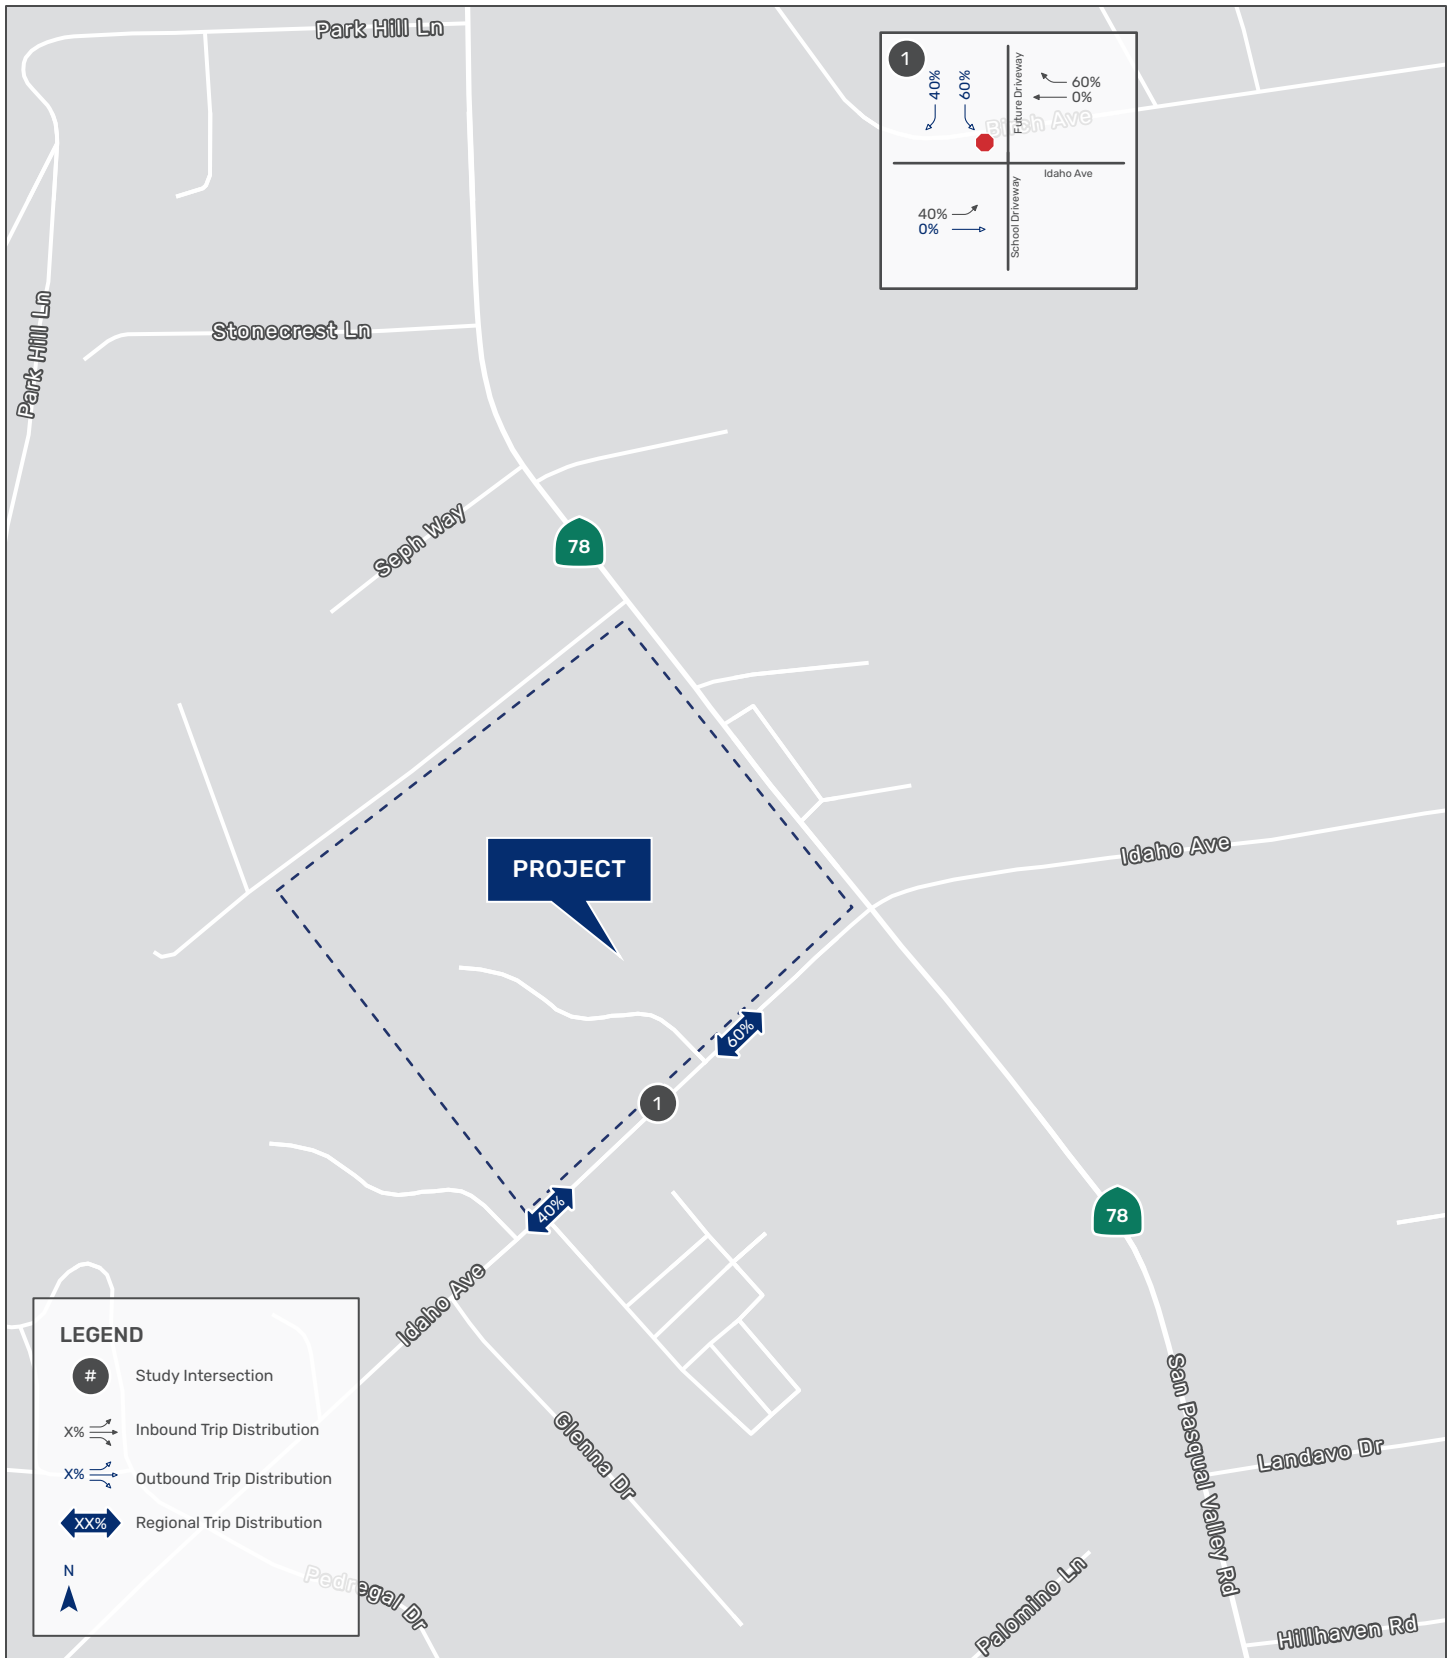 Park Hill Ln
1
40%
60%
Future Driveway
60%
0%
Birch Ave
Idaho Ave
School Driveway
40%
0%
Park Hill Ln
Stonecrest Ln
Seph Way
78
PROJECT
Idaho Ave
60%
1
40%
78
Idaho Ave
Glenna Dr
San Pasqual Valley Rd
Landavo Dr
Palomino Ln
Hillhaven Rd
Pedregal Dr
LEGEND
# Study Intersection
X% Inbound Trip Distribution
X% Outbound Trip Distribution
XX% Regional Trip Distribution
N